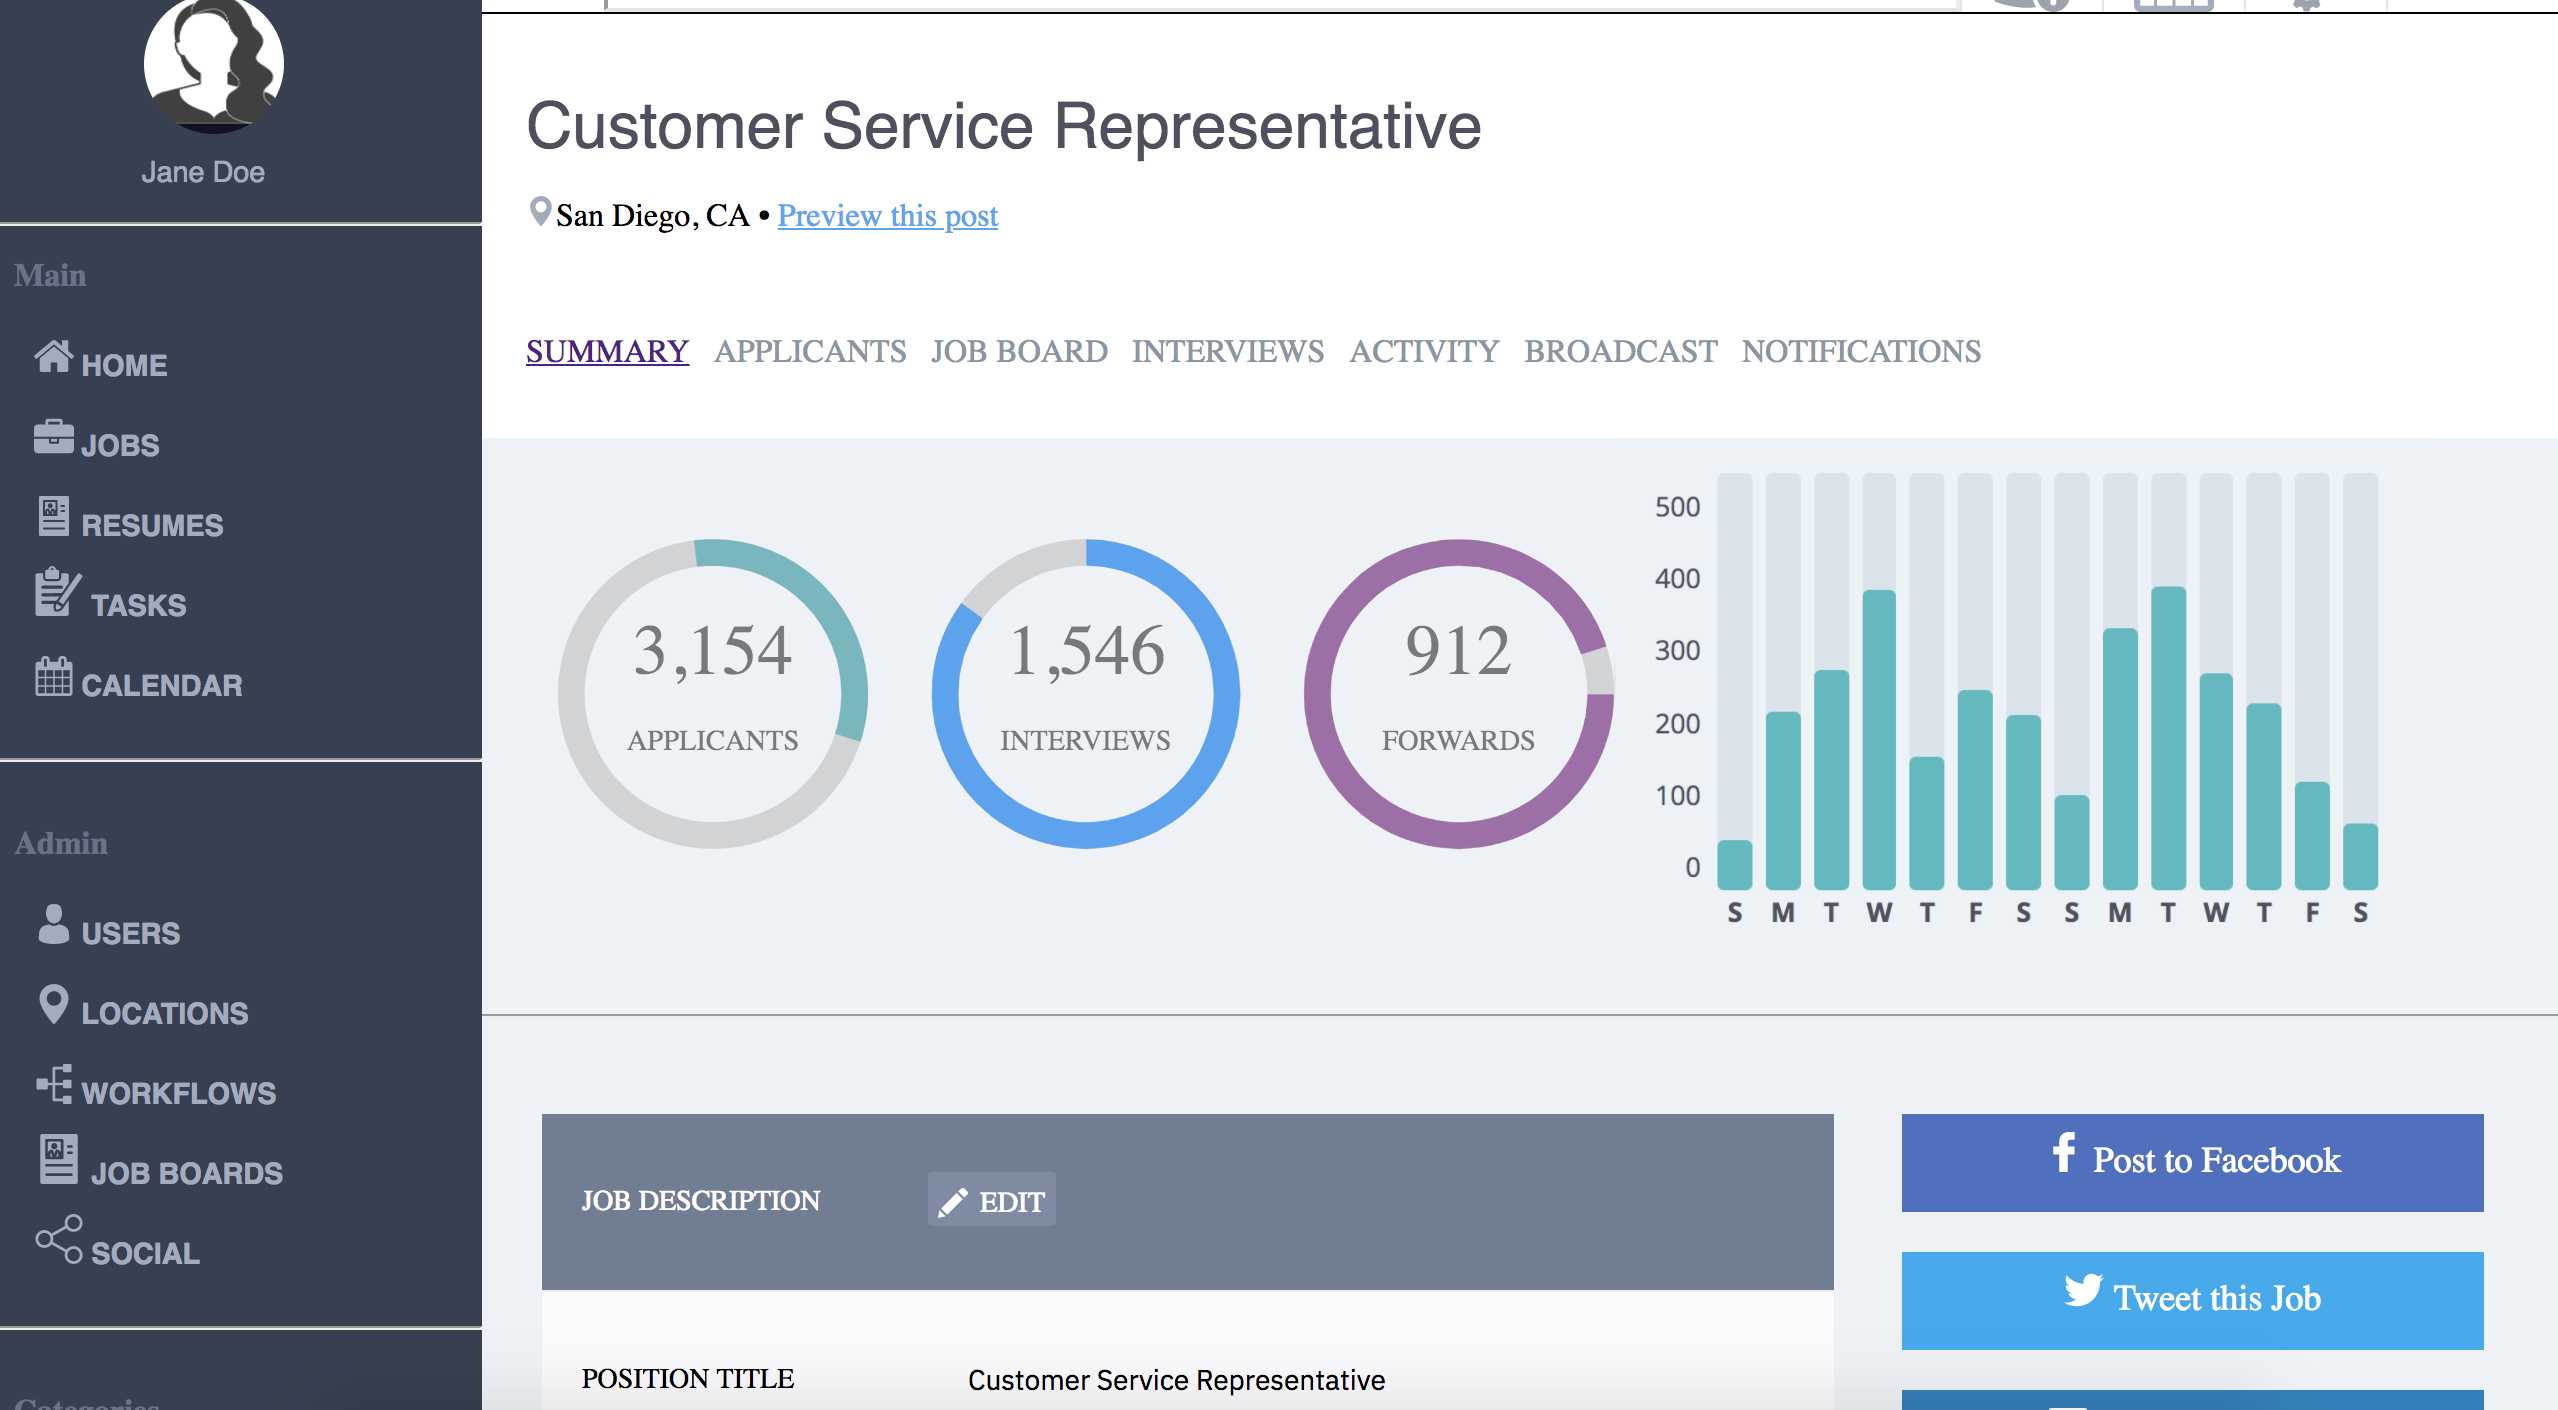 Jane Doe
Main
HOME
JOBS
RESUMES
TASKS
CALENDAR
Admin
USERS
LOCATIONS
WORKFLOWS
JOB BOARDS
SOCIAL
Categories
Customer Service Representative
San Diego, CA • Preview this post
SUMMARY APPLICANTS JOB BOARD INTERVIEWS ACTIVITY BROADCAST NOTIFICATIONS
3,154
APPLICANTS
1,546
INTERVIEWS
912
FORWARDS
500
400
300
200
100
0
S M T W T F S S M T W T F S
JOB DESCRIPTION EDIT
POSITION TITLE Customer Service Representative
Post to Facebook
Tweet this Job